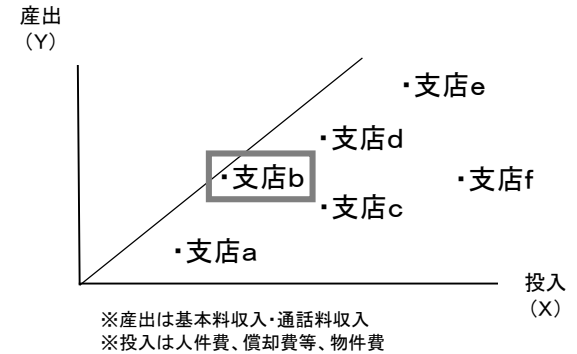 産出
（Y）
・支店e
・支店d
・支店b
・支店f
・支店c
・支店a
投入
（X）
※産出は基本料収入・通話料収入
※投入は人件費、償却費等、物件費